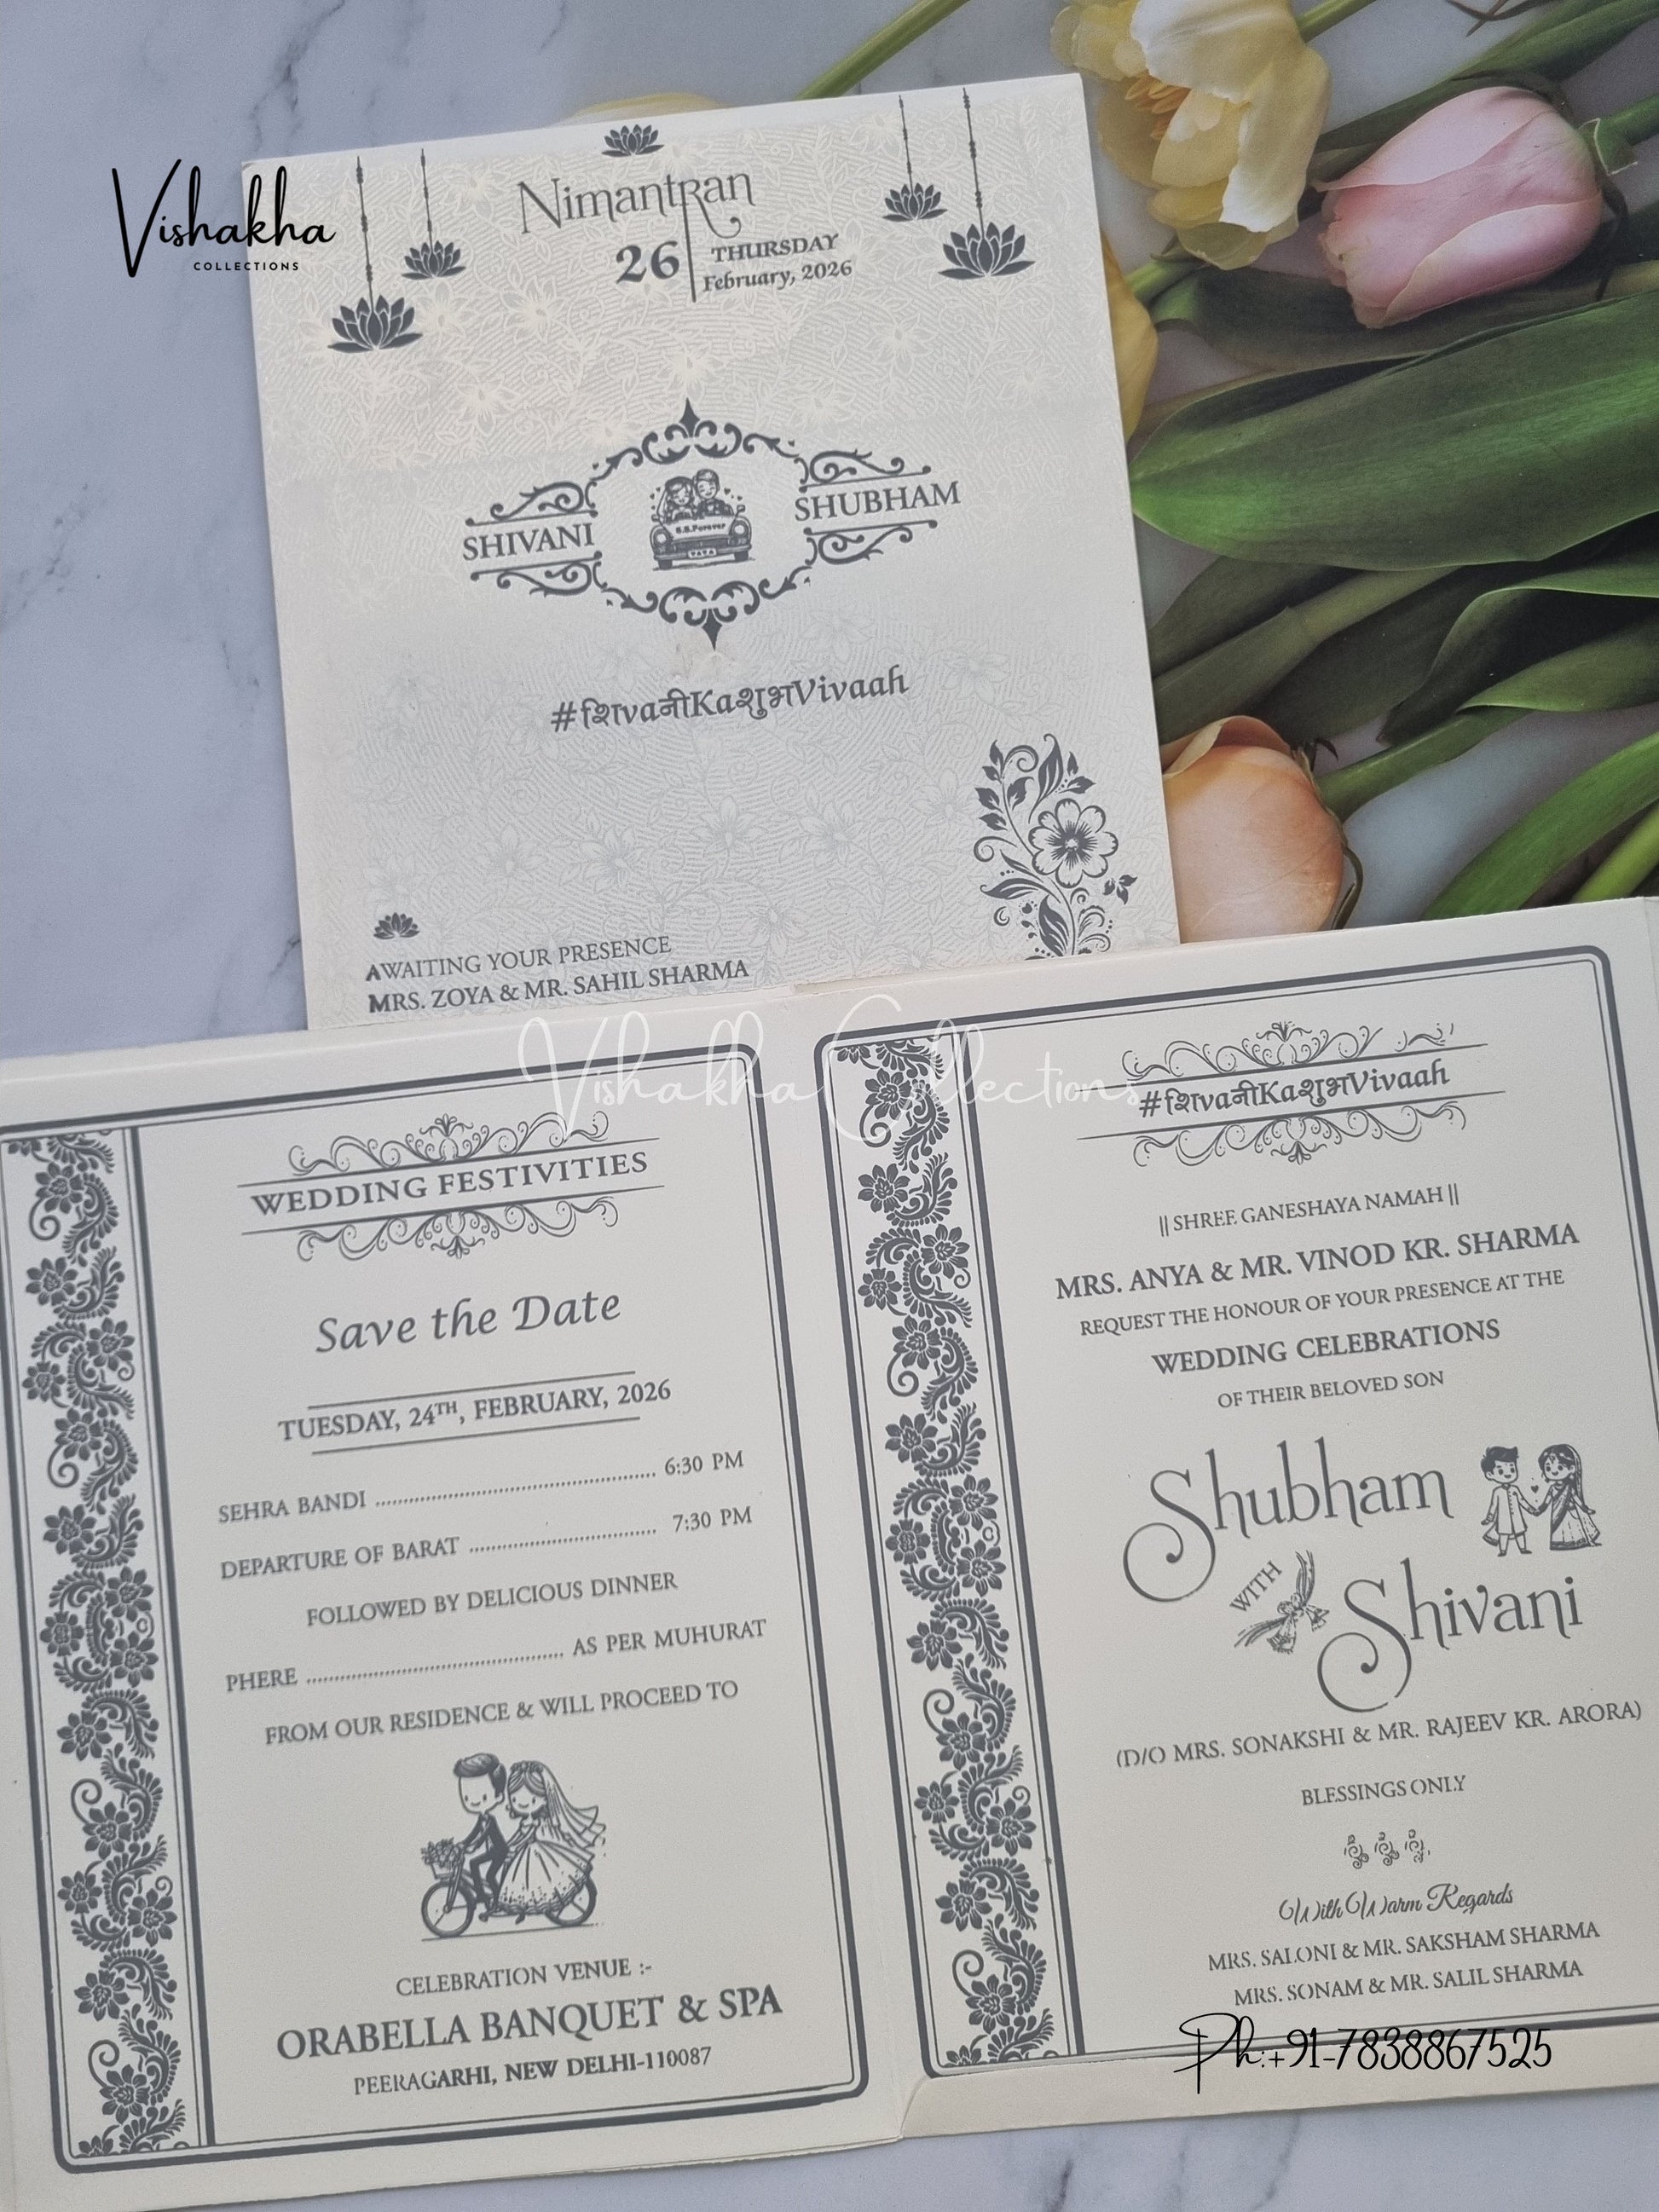 Vishakha
COLLECTIONS
Nimantran
26
THURSDAY
February, 2026
SHIVANI
SHUBHAM
S.S.Forever
TATA
#शिvaनीKaशुभVivaah
AWAITING YOUR PRESENCE
MRS. ZOYA & MR. SAHIL SHARMA
Vishakha Collections
WEDDING FESTIVITIES
Save the Date
TUESDAY, 24TH, FEBRUARY, 2026
SEHRA BANDI ........................................................ 6:30 PM
DEPARTURE OF BARAT ..................................... 7:30 PM
FOLLOWED BY DELICIOUS DINNER
PHERE .................................................... AS PER MUHURAT
FROM OUR RESIDENCE & WILL PROCEED TO
CELEBRATION VENUE :-
ORABELLA BANQUET & SPA
PEERAGARHI, NEW DELHI-110087
#शिvaनीKaशुभVivaah
|| SHREE GANESHAYA NAMAH ||
MRS. ANYA & MR. VINOD KR. SHARMA
REQUEST THE HONOUR OF YOUR PRESENCE AT THE
WEDDING CELEBRATIONS
OF THEIR BELOVED SON
Shubham
WITH
Shivani
(D/O MRS. SONAKSHI & MR. RAJEEV KR. ARORA)
BLESSINGS ONLY
With Warm Regards
MRS. SALONI & MR. SAKSHAM SHARMA
MRS. SONAM & MR. SALIL SHARMA
Ph:+91-7838867525